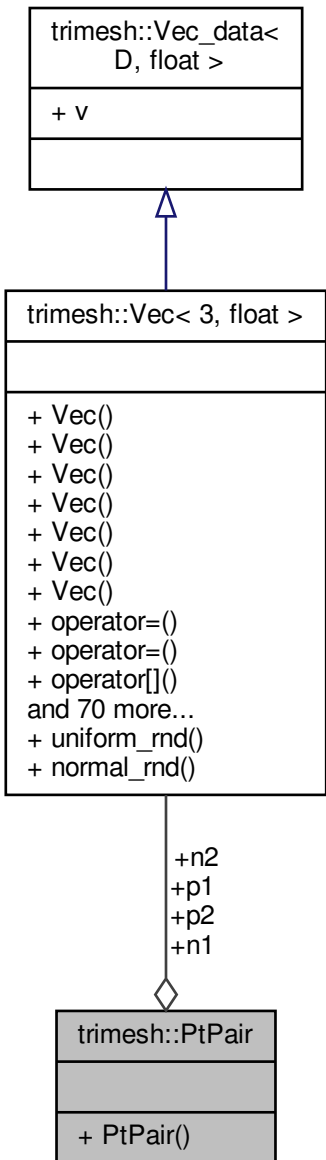 trimesh::Vec_data<
D, float >
+ v
trimesh::Vec< 3, float >
+ Vec()
+ Vec()
+ Vec()
+ Vec()
+ Vec()
+ Vec()
+ Vec()
+ operator=()
+ operator=()
+ operator[]()
and 70 more...
+ uniform_rnd()
+ normal_rnd()
+n2
+p1
+p2
+n1
trimesh::PtPair
+ PtPair()